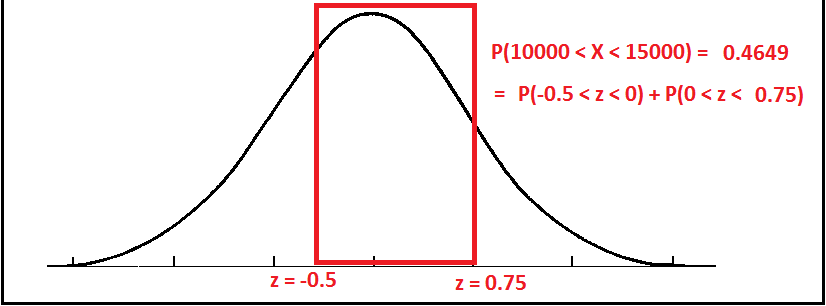 P(10000 < X < 15000) = 0.4649
= P(-0.5 < z < 0) + P(0 < z < 0.75)
z = -0.5
z = 0.75